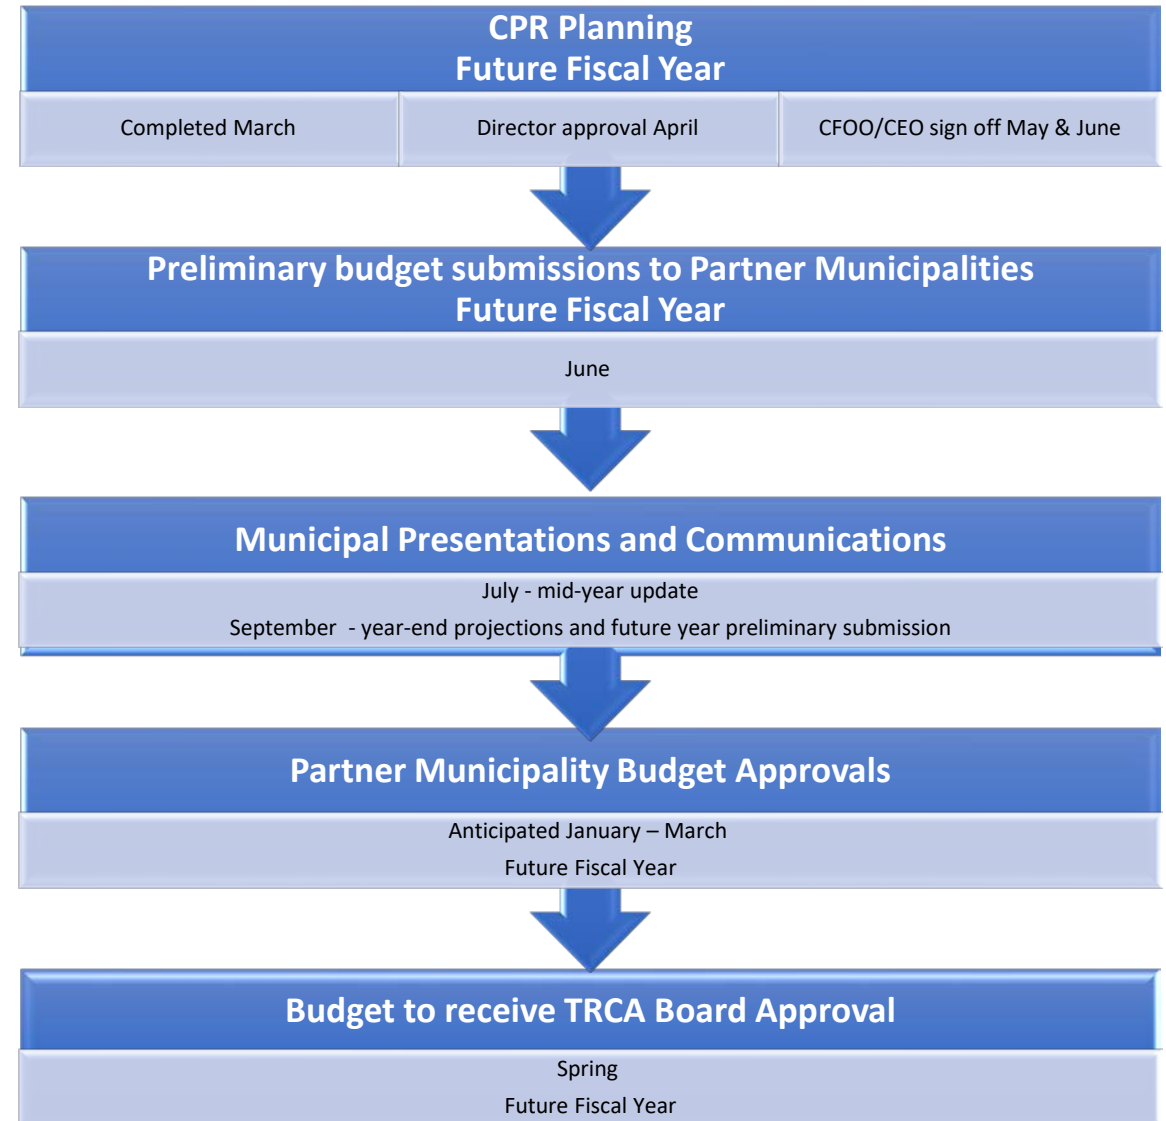 CPR Planning
Future Fiscal Year
Completed March
Director approval April
CFOO/CEO sign off May & June
Preliminary budget submissions to Partner Municipalities
Future Fiscal Year
June
Municipal Presentations and Communications
July - mid-year update
September - year-end projections and future year preliminary submission
Partner Municipality Budget Approvals
Anticipated January – March
Future Fiscal Year
Budget to receive TRCA Board Approval
Spring
Future Fiscal Year